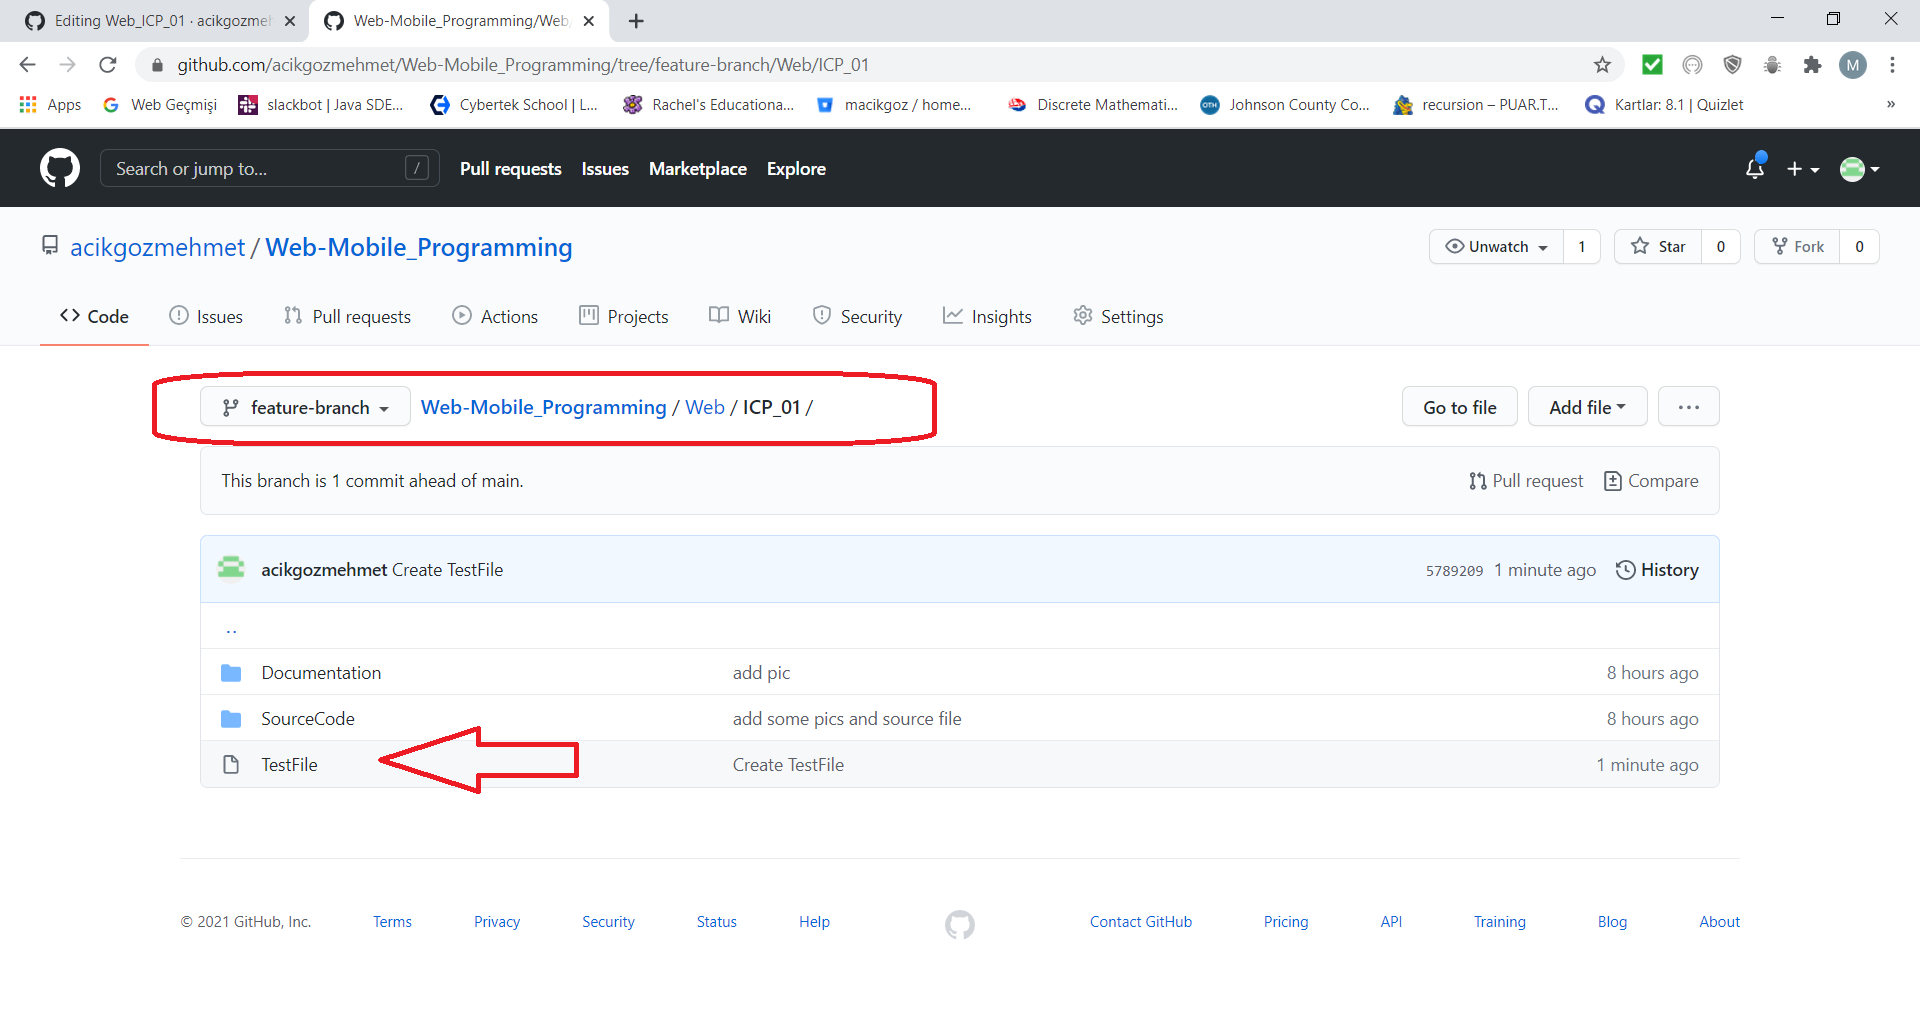 Editing Web_ICP_01 · acikgozmeh
Web-Mobile_Programming/Web
github.com/acikgozmehmet/Web-Mobile_Programming/tree/feature-branch/Web/ICP_01
M
Apps
Web Geçmişi
slackbot | Java SDE...
Cybertek School | L...
Rachel's Educationa...
macikgoz / home...
Discrete Mathemati...
OTH
Johnson County Co...
recursion – PUAR.T...
Kartlar: 8.1 | Quizlet
»
Search or jump to...
/
Pull requests
Issues
Marketplace
Explore
acikgozmehmet / Web-Mobile_Programming
Unwatch
1
Star
0
Fork
0
Code
Issues
Pull requests
Actions
Projects
Wiki
Security
Insights
Settings
feature-branch
Web-Mobile_Programming / Web / ICP_01 /
Go to file
Add file
...
This branch is 1 commit ahead of main.
Pull request
Compare
acikgozmehmet Create TestFile
5789209
1 minute ago
History
..
Documentation
add pic
8 hours ago
SourceCode
add some pics and source file
8 hours ago
TestFile
Create TestFile
1 minute ago
© 2021 GitHub, Inc.
Terms
Privacy
Security
Status
Help
Contact GitHub
Pricing
API
Training
Blog
About